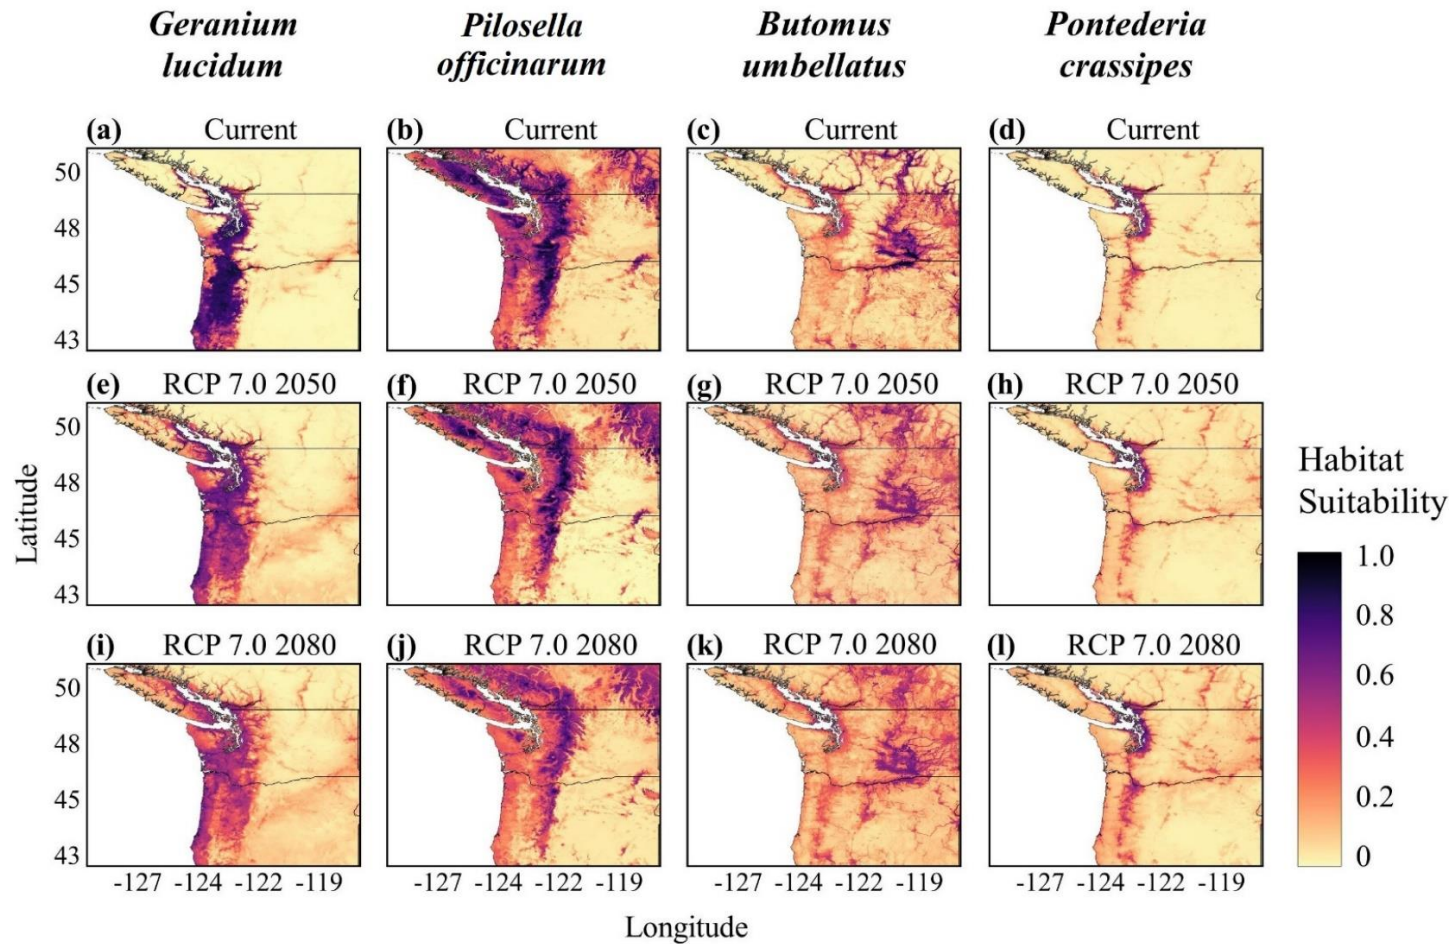 Geranium lucidum
Pilosella officinarum
Butomus umbellatus
Pontederia crassipes
(a) Current
(b) Current
(c) Current
(d) Current
50
48
45
43
(e) RCP 7.0 2050
(f) RCP 7.0 2050
(g) RCP 7.0 2050
(h) RCP 7.0 2050
50
48
45
43
Latitude
(i) RCP 7.0 2080
(j) RCP 7.0 2080
(k) RCP 7.0 2080
(l) RCP 7.0 2080
50
48
45
43
-127 -124 -122 -119
-127 -124 -122 -119
-127 -124 -122 -119
-127 -124 -122 -119
Longitude
Habitat
Suitability
1.0
0.8
0.6
0.4
0.2
0